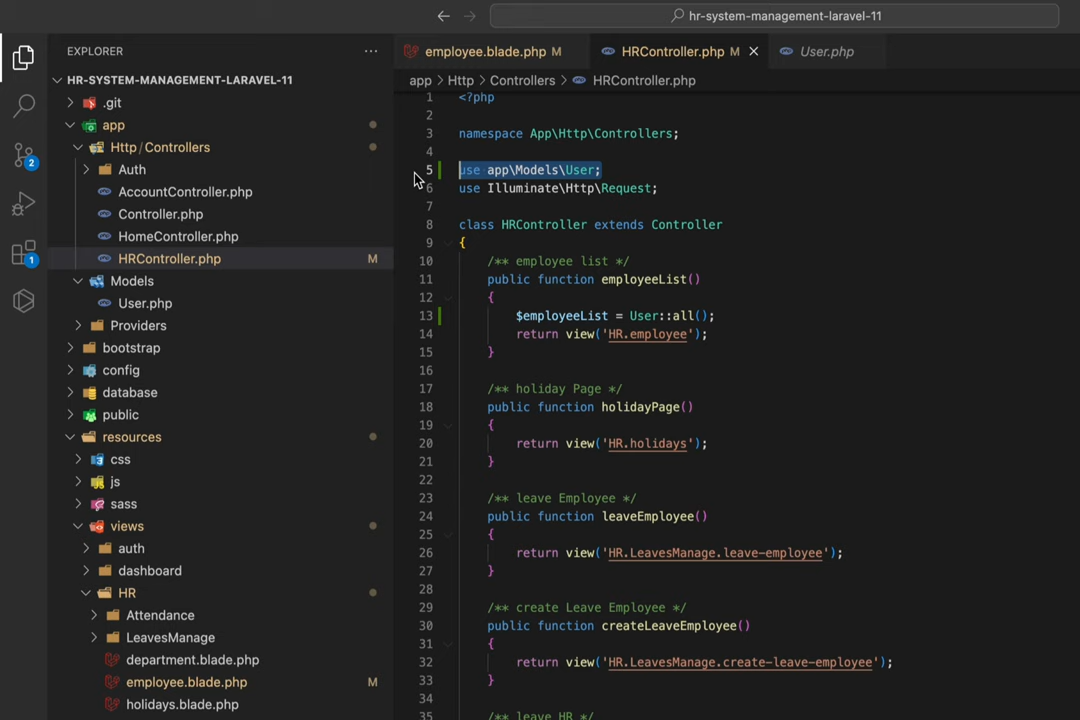 hr-system-management-laravel-11
EXPLORER
HR-SYSTEM-MANAGEMENT-LARAVEL-11
.git
app
Http / Controllers
Auth
AccountController.php
Controller.php
HomeController.php
HRController.php M
Models
User.php
Providers
bootstrap
config
database
public
resources
css
js
sass
views
auth
dashboard
HR
Attendance
LeavesManage
department.blade.php
employee.blade.php M
holidays.blade.php
2
1
employee.blade.php M
HRController.php M
User.php
app > Http > Controllers > HRController.php
1 <?php
2
3 namespace App\Http\Controllers;
4
5 use app\Models\User;
6 use Illuminate\Http\Request;
7
8 class HRController extends Controller
9 {
10 /** employee list */
11 public function employeeList()
12 {
13 $employeeList = User::all();
14 return view('HR.employee');
15 }
16
17 /** holiday Page */
18 public function holidayPage()
19 {
20 return view('HR.holidays');
21 }
22
23 /** leave Employee */
24 public function leaveEmployee()
25 {
26 return view('HR.LeavesManage.leave-employee');
27 }
28
29 /** create Leave Employee */
30 public function createLeaveEmployee()
31 {
32 return view('HR.LeavesManage.create-leave-employee');
33 }
34
35 /** leave HR */